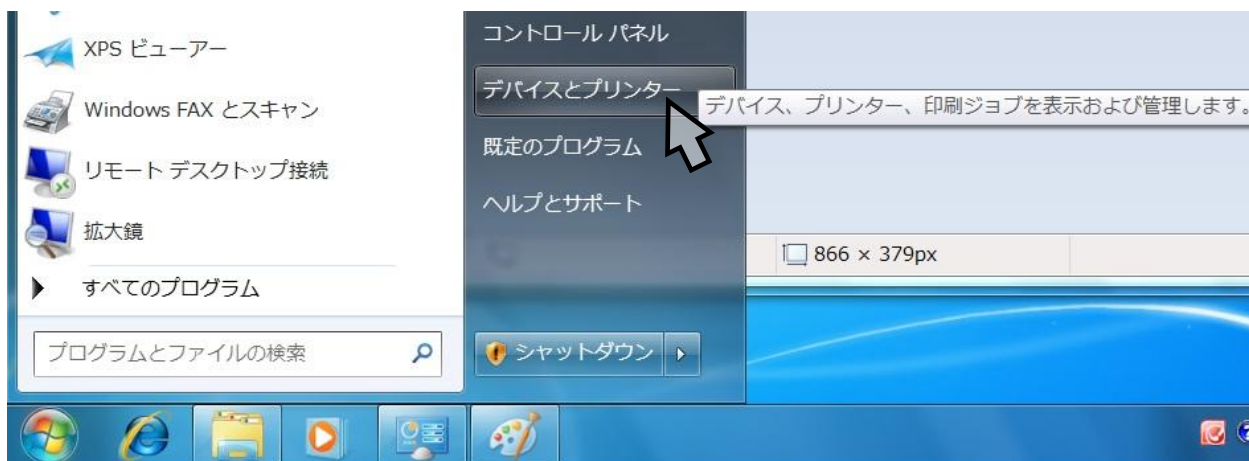 XPS ビューアー
Windows FAX とスキャン
リモート デスクトップ接続
拡大鏡
すべてのプログラム
プログラムとファイルの検索
コントロール パネル
デバイスとプリンター
デバイス、プリンター、印刷ジョブを表示および管理します。
既定のプログラム
ヘルプとサポート
シャットダウン
866 × 379px